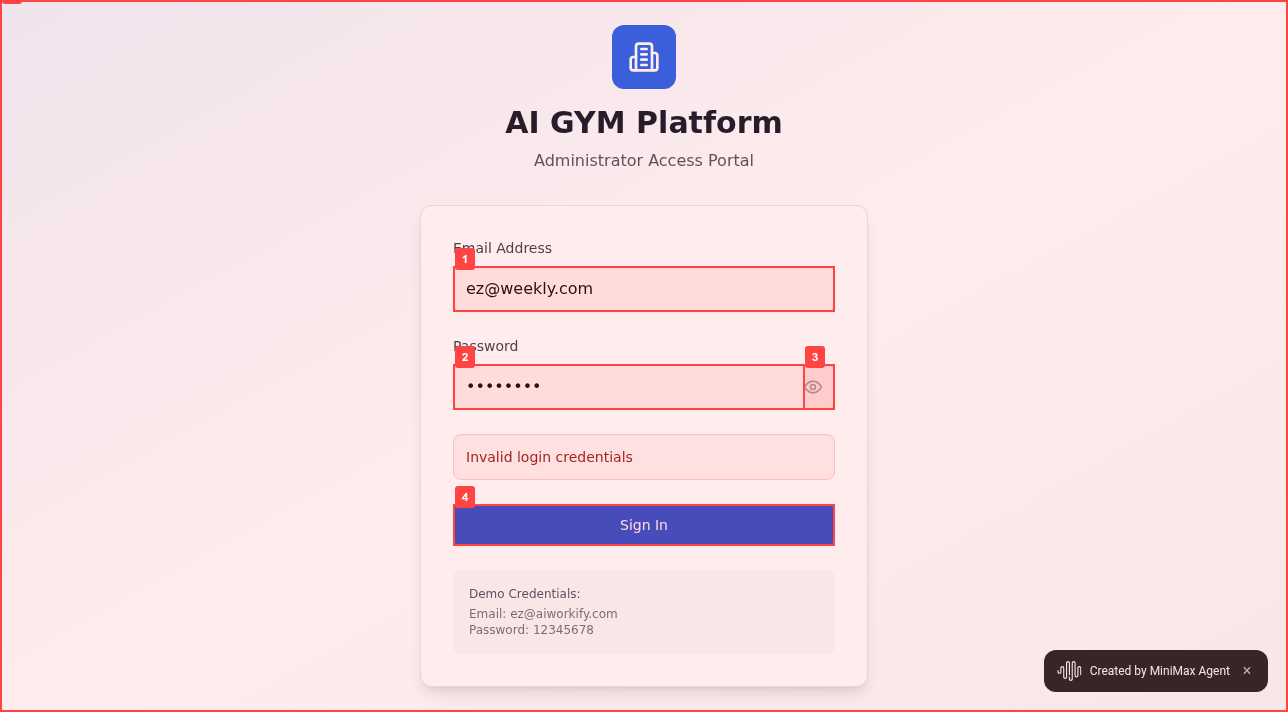 AI GYM Platform
Administrator Access Portal
Email Address
1
ez@weekly.com
Password
2
3
••••••••
Invalid login credentials
4
Sign In
Demo Credentials:
Email: ez@aiworkify.com
Password: 12345678
Created by MiniMax Agent ×